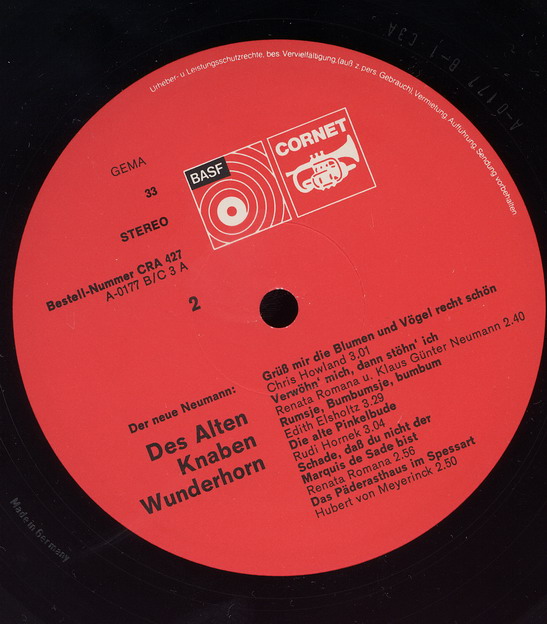 Urheber- u. Leistungsschutzrechte, bes. Vervielfältigung (auß z pers. Gebrauch), Vermietung, Aufführung, Sendung vorbehalten
A-0177 B-1 C3A
GEMA
33
STEREO
Bestell-Nummer CRA 427
A-0177 B/C 3 A
2
BASF
CORNET
Der neue Neumann:
Des Alten
Knaben
Wunderhorn
Grüß mir die Blumen und Vögel recht schön
Chris Howland 3,01
Verwöhn' mich, dann stöhn' ich
Renata Romana u. Klaus Günter Neumann 2.40
Rumsje, Bumbumsje, bumbum
Edith Elsholtz 3.29
Die alte Pinkelbude
Rudi Hornek 3.04
Schade, daß du nicht der
Marquis de Sade bist
Renata Romana 2.56
Das Päderasthaus im Spessart
Hubert von Meyerinck 2.50
Made in Germany